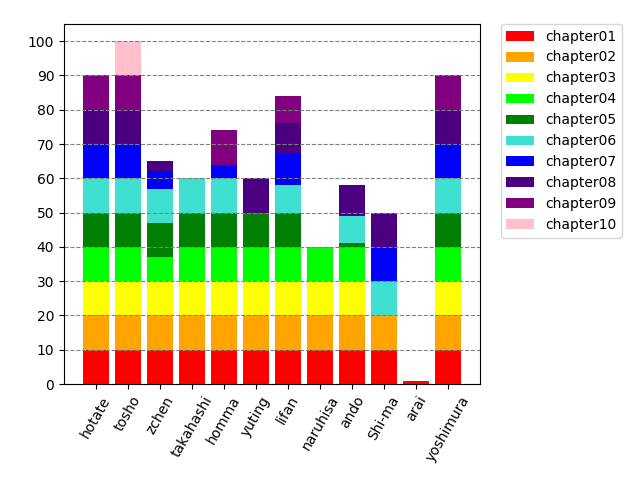 100
90
80
70
60
50
40
30
20
10
0
hotate
tosho
zchen
takahashi
homma
yuting
lifan
naruhisa
ando
Shi-ma
arai
yoshimura
chapter01
chapter02
chapter03
chapter04
chapter05
chapter06
chapter07
chapter08
chapter09
chapter10